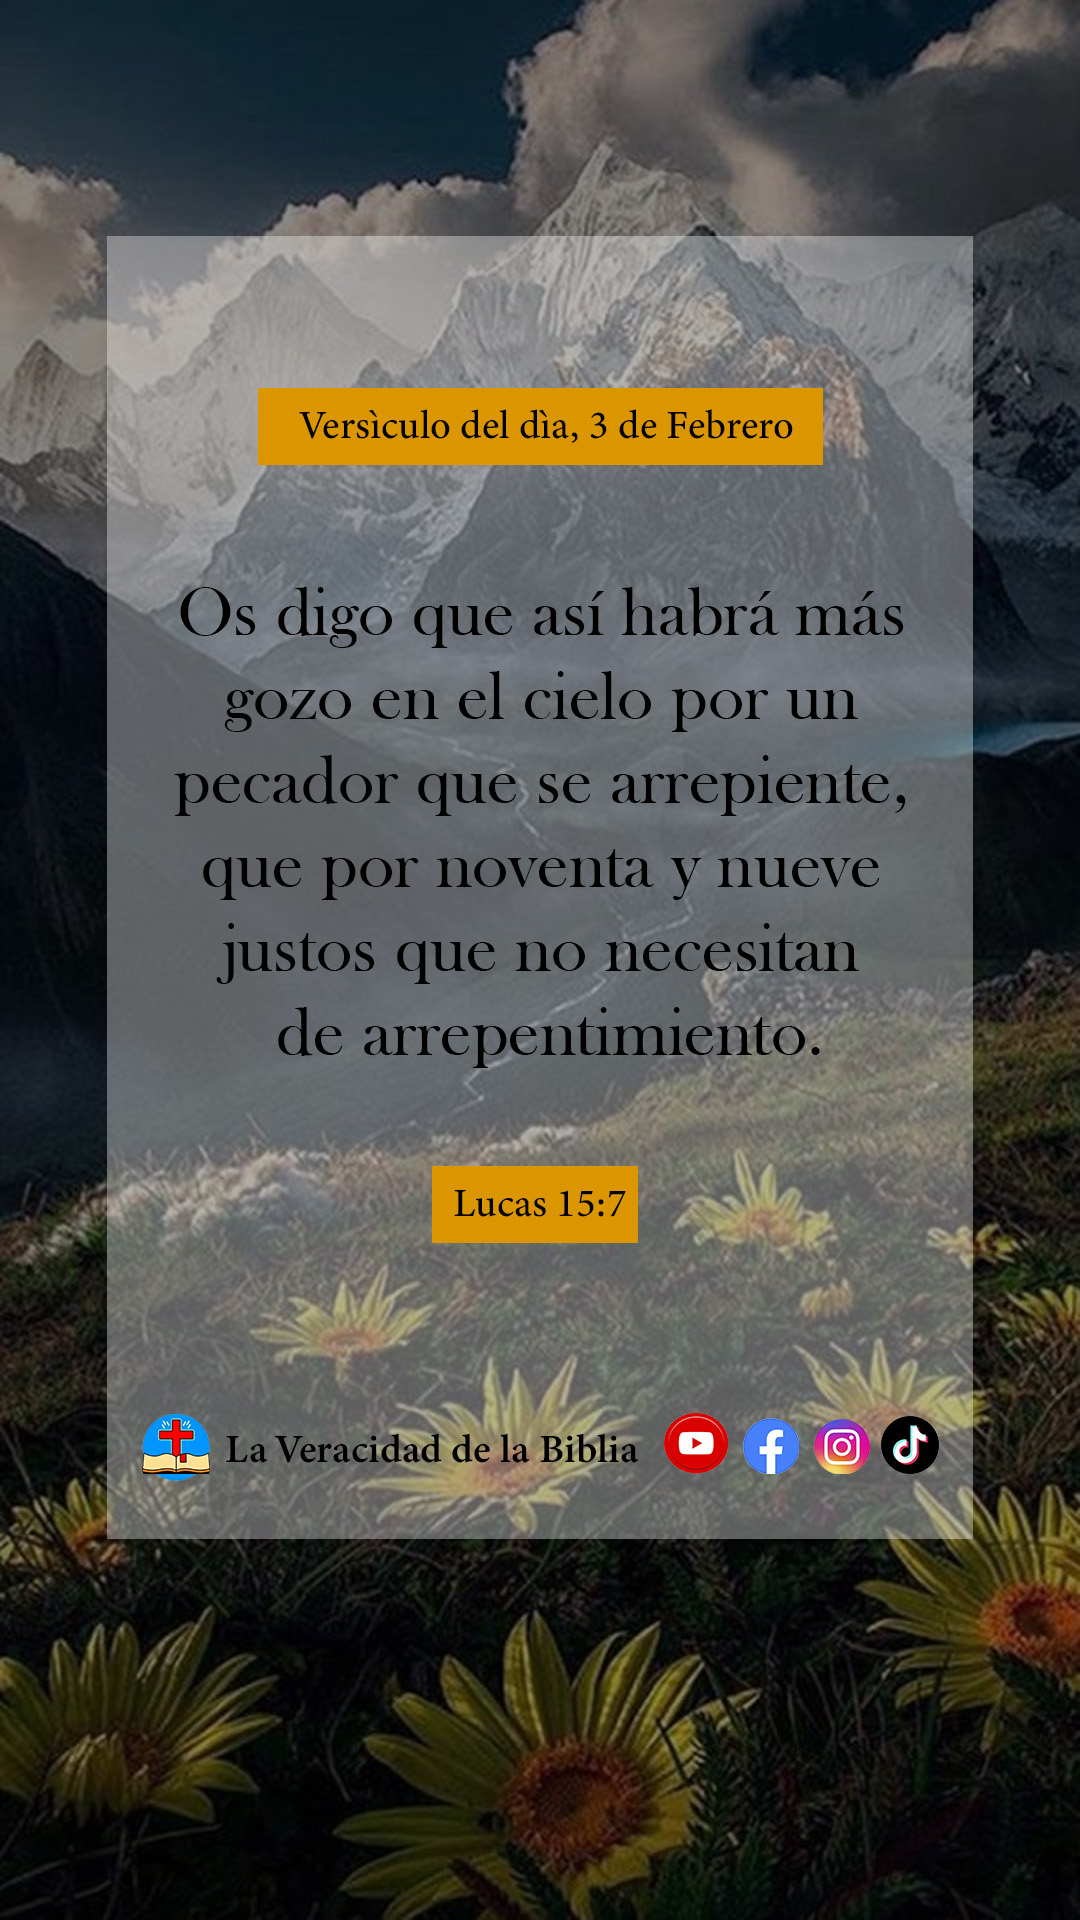 Versìculo del dìa, 3 de Febrero
Os digo que así habrá más
gozo en el cielo por un
pecador que se arrepiente,
que por noventa y nueve
justos que no necesitan
de arrepentimiento.
Lucas 15:7
La Veracidad de la Biblia